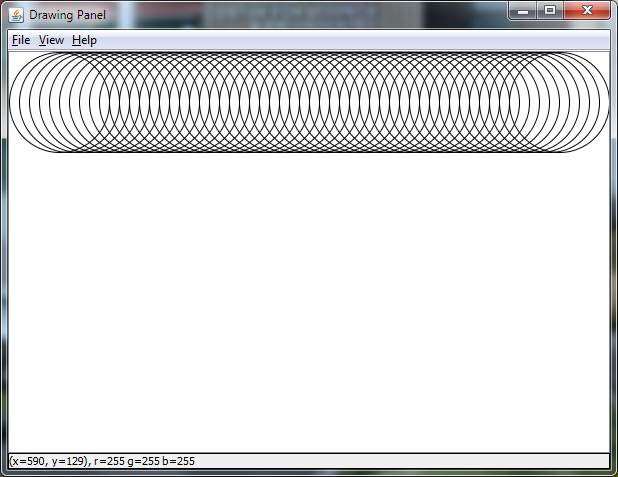 Drawing Panel
File View Help
(x=590, y=129), r=255 g=255 b=255